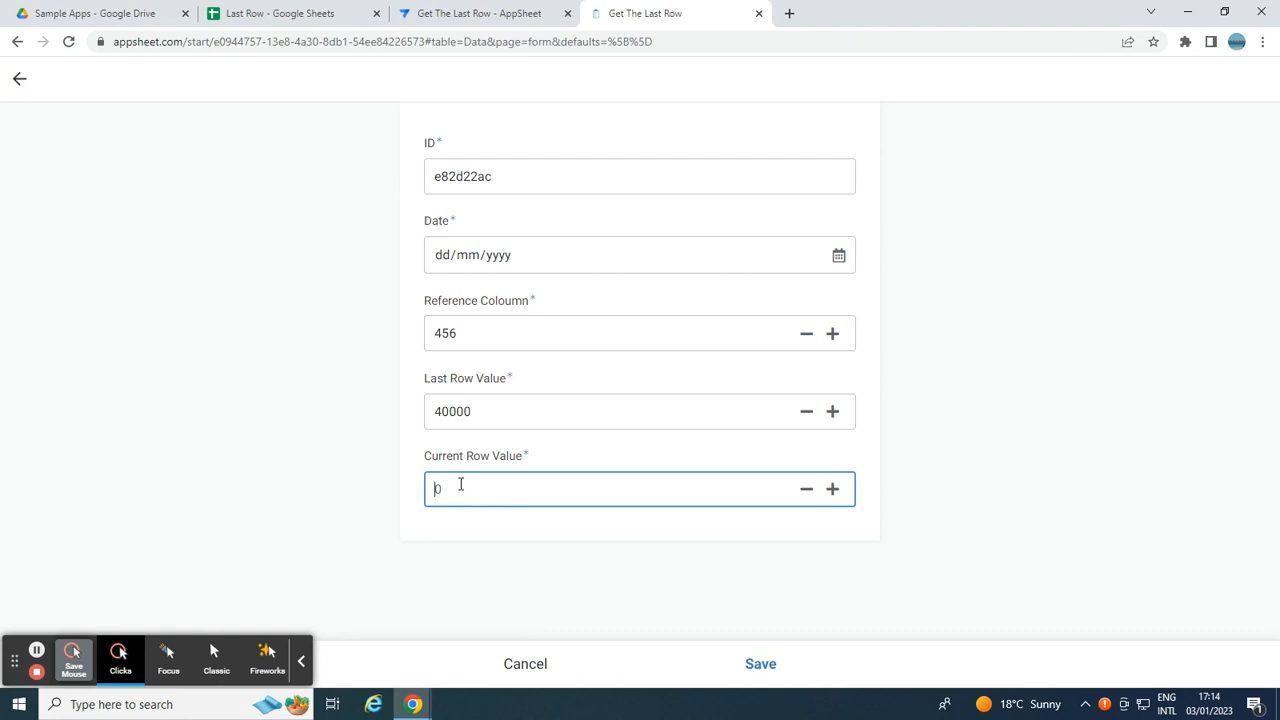 Sample Apps - Google Drive
Last Row - Google Sheets
Get The Last Row - AppSheet
Get The Last Row
appsheet.com/start/e0944757-13e8-4a30-8db1-54ee84226573#table=Data&page=form&defaults=%5B%5D
ID*
e82d22ac
Date*
dd/mm/yyyy
Reference Coloumn*
456
Last Row Value*
40000
Current Row Value*
0
Cancel
Save
Save Mouse
Clicks
Focus
Classic
Fireworks
Type here to search
18°C Sunny
ENG
INTL
17:14
03/01/2023
1